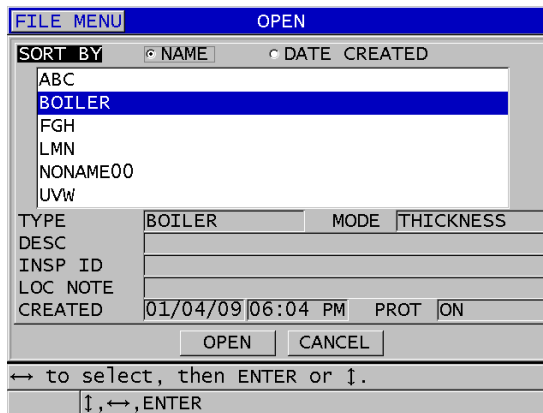 FILE MENU OPEN
SORT BY NAME DATE CREATED
ABC
BOILER
FGH
LMN
NONAME00
UVW
TYPE BOILER MODE THICKNESS
DESC
INSP ID
LOC NOTE
CREATED 01/04/09 06:04 PM PROT ON
OPEN CANCEL
↔ to select, then ENTER or ↕.
↕,↔,ENTER